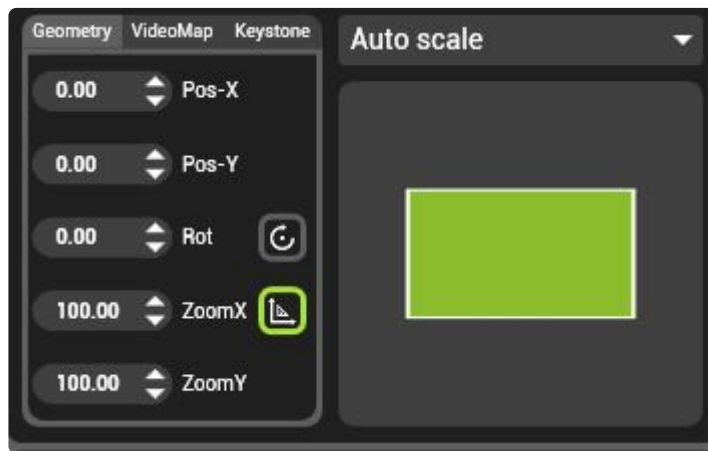 Geometry VideoMap Keystone
Auto scale
0.00 Pos-X
0.00 Pos-Y
0.00 Rot
100.00 ZoomX
100.00 ZoomY